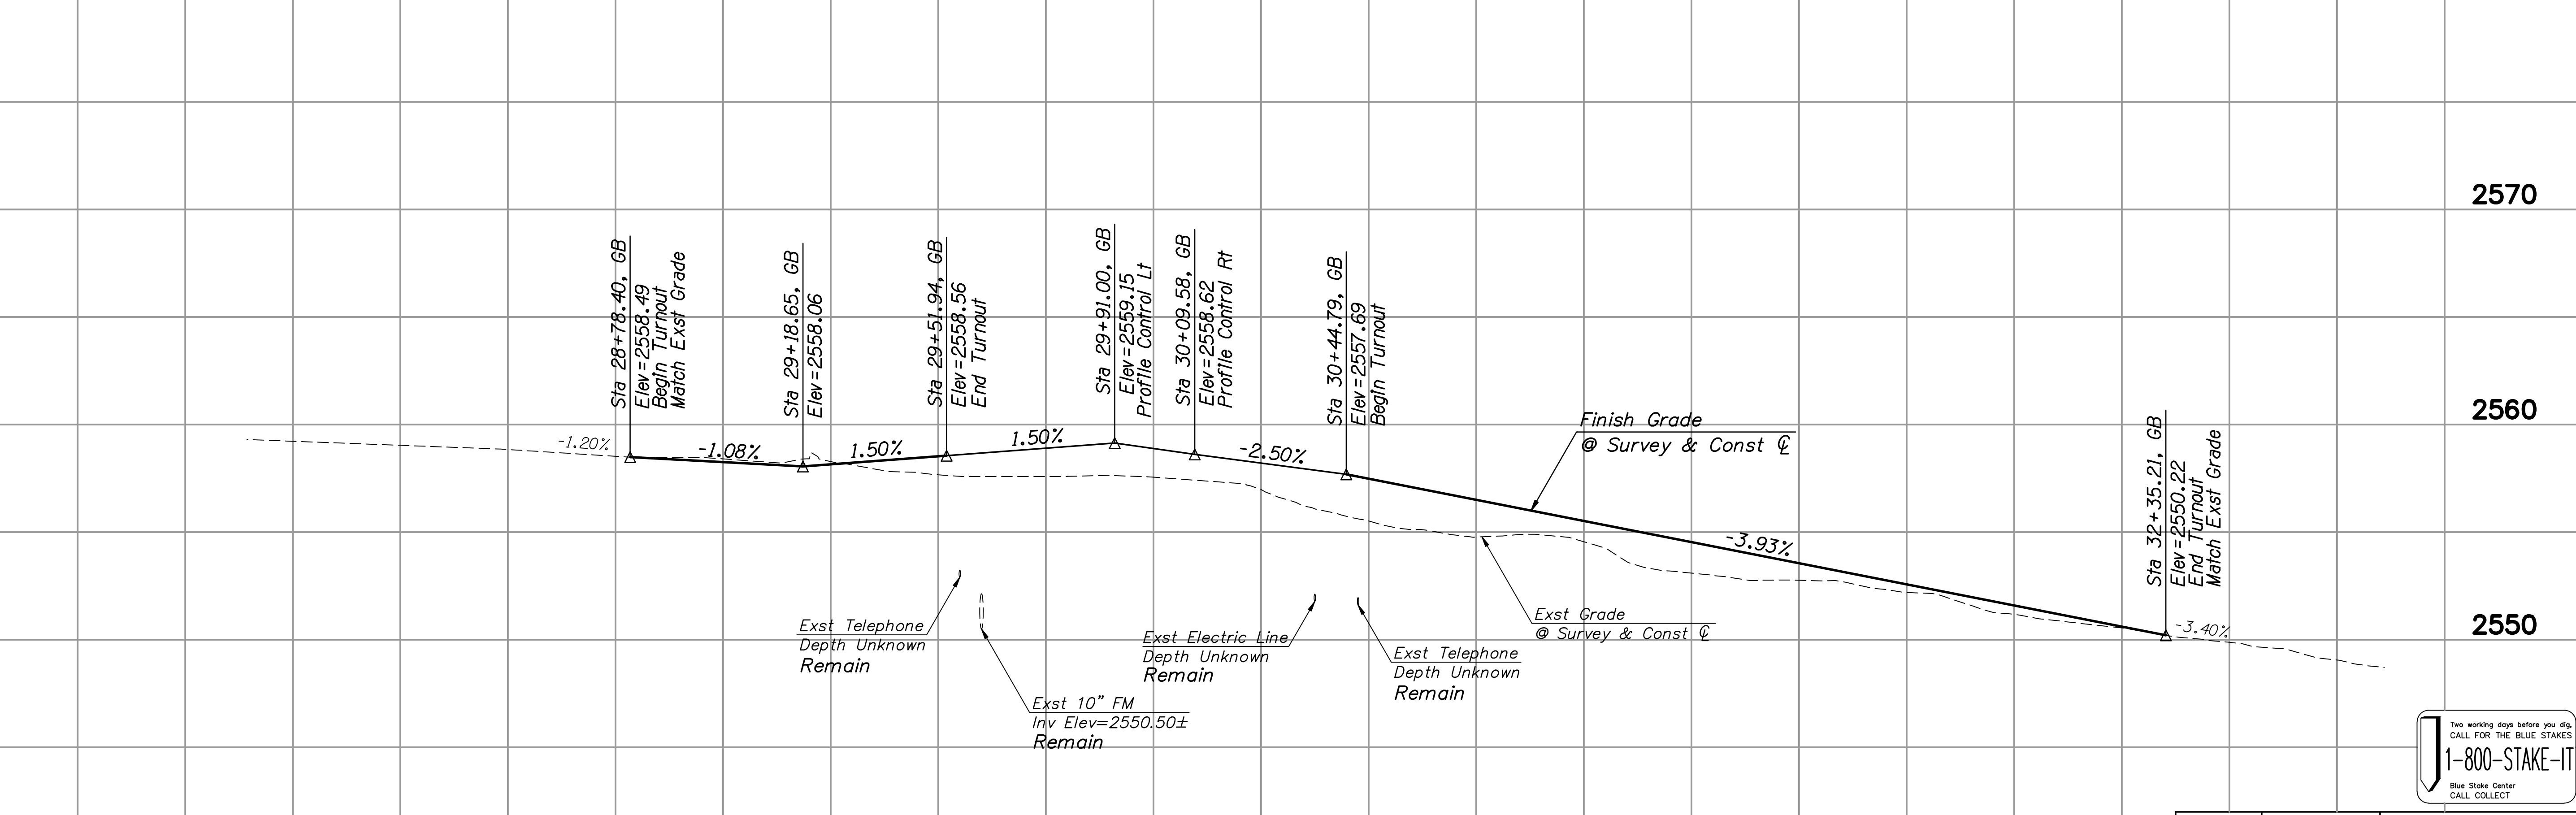 2570
2560
2550
Sta 28+78.40, GB
Elev=2558.49
Begin Turnout
Match Exst Grade
Sta 29+18.65, GB
Elev=2558.06
Sta 29+51.94, GB
Elev=2558.56
End Turnout
Sta 29+91.00, GB
Elev=2559.15
Profile Control Lt
Sta 30+09.58, GB
Elev=2558.62
Profile Control Rt
Sta 30+44.79, GB
Elev=2557.69
Begin Turnout
Sta 32+35.21, GB
Elev=2550.22
End Turnout
Match Exst Grade
-1.20%
-1.08%
1.50%
1.50%
-2.50%
-3.93%
-3.40%
Finish Grade
@ Survey & Const ℄
Exst Grade
@ Survey & Const ℄
Exst Telephone
Depth Unknown
Remain
Exst 10" FM
Inv Elev=2550.50±
Remain
Exst Electric Line
Depth Unknown
Remain
Exst Telephone
Depth Unknown
Remain
Two working days before you dig,
CALL FOR THE BLUE STAKES
1-800-STAKE-IT
Blue Stake Center
CALL COLLECT